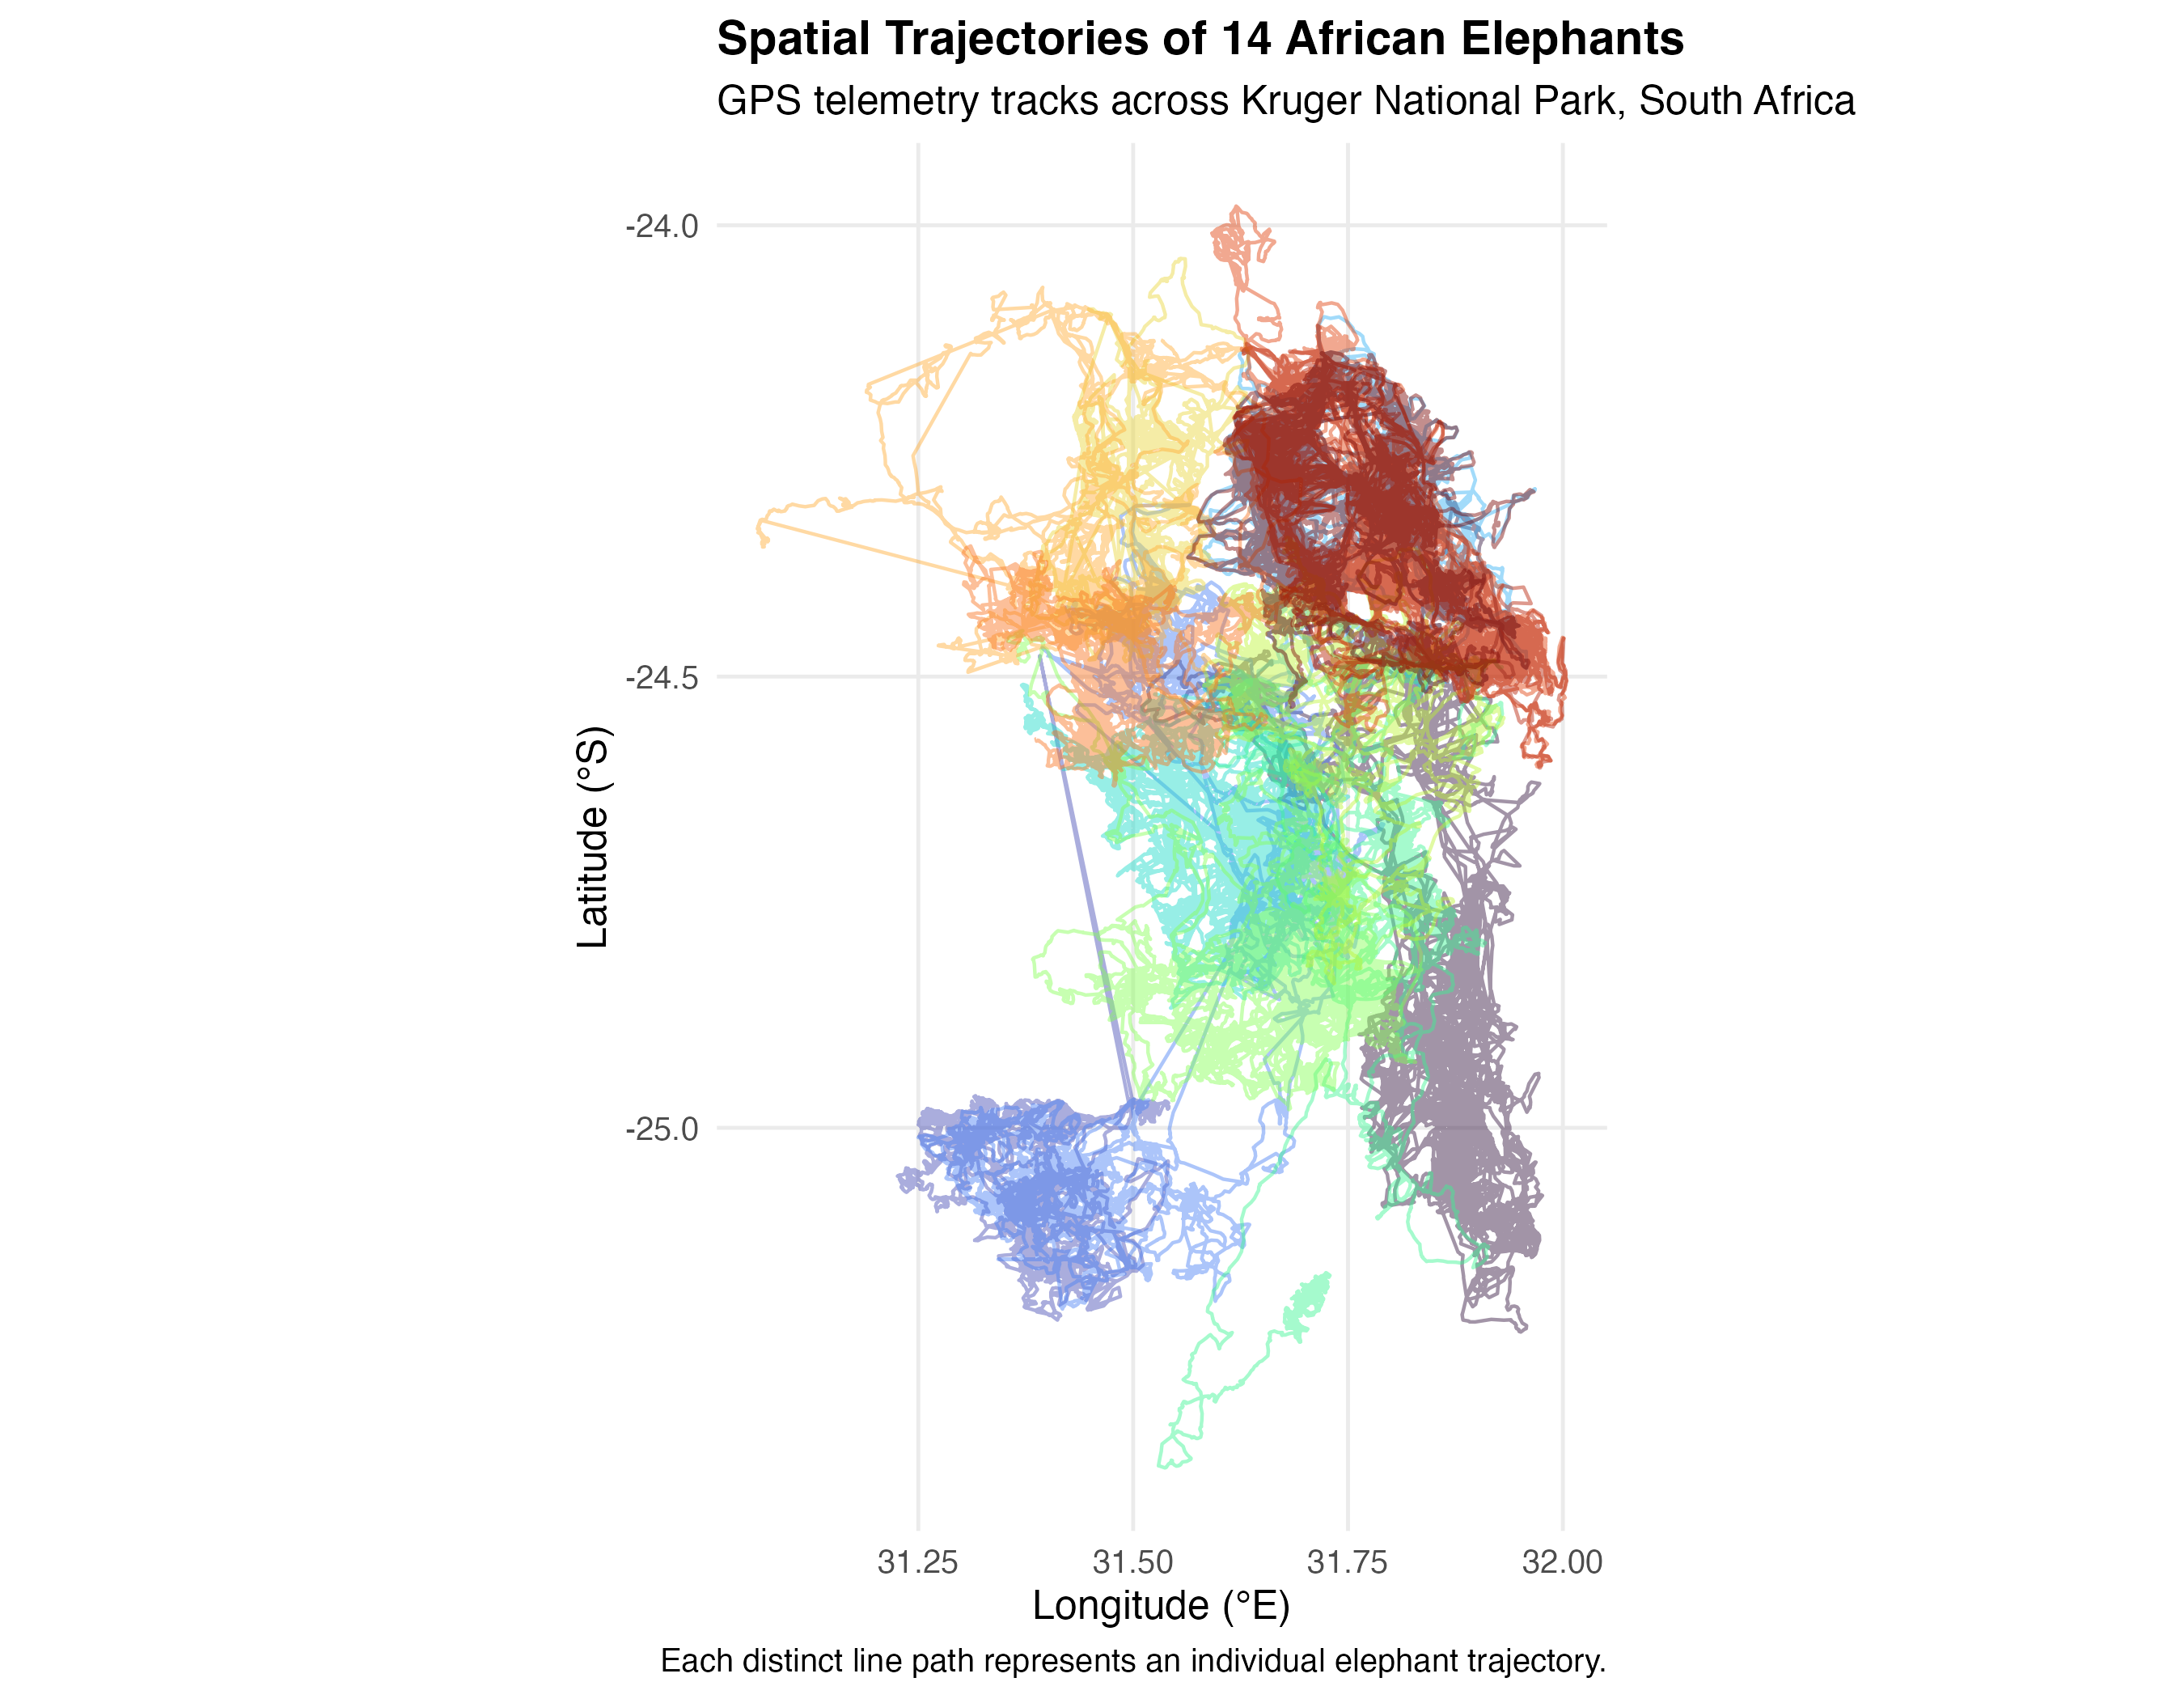 Spatial Trajectories of 14 African Elephants
GPS telemetry tracks across Kruger National Park, South Africa
-24.0
-24.5
-25.0
Latitude (°S)
31.25 31.50 31.75 32.00
Longitude (°E)
Each distinct line path represents an individual elephant trajectory.